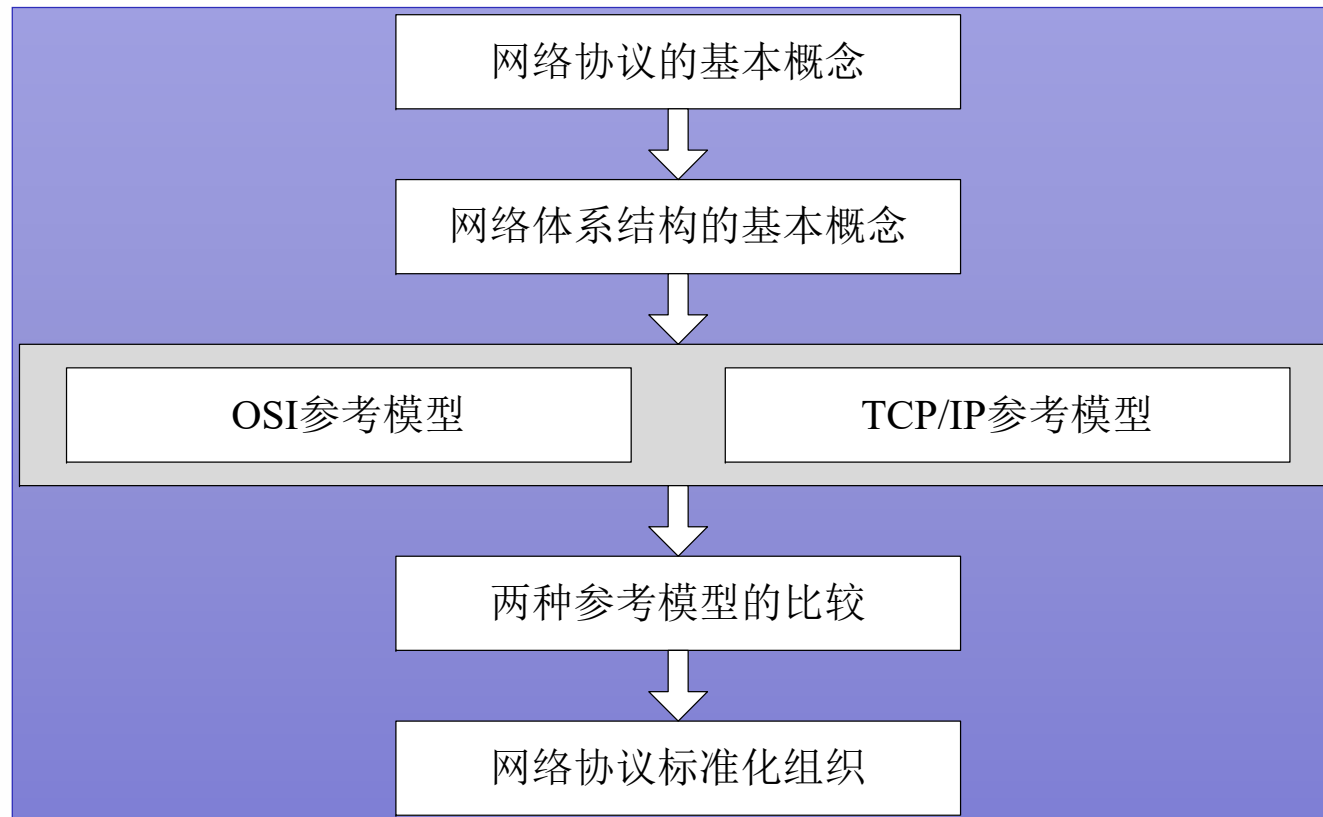 网络协议的基本概念
网络体系结构的基本概念
OSI参考模型
TCP/IP参考模型
两种参考模型的比较
网络协议标准化组织